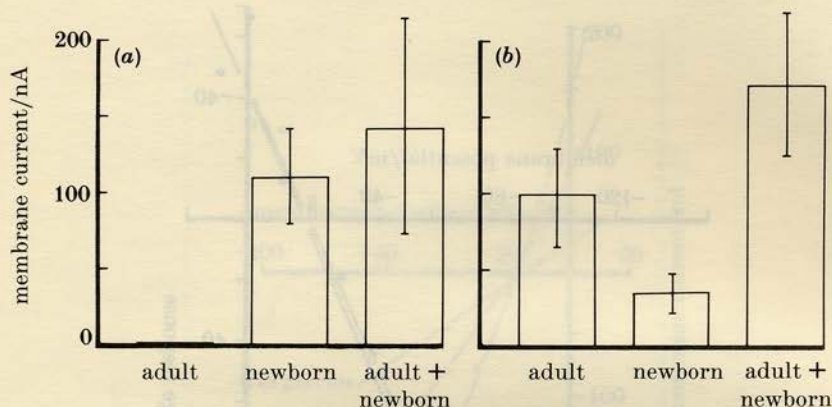 200
(a)
(b)
membrane current/nA
100
0
adult
newborn
adult +
newborn
adult
newborn
adult +
newborn